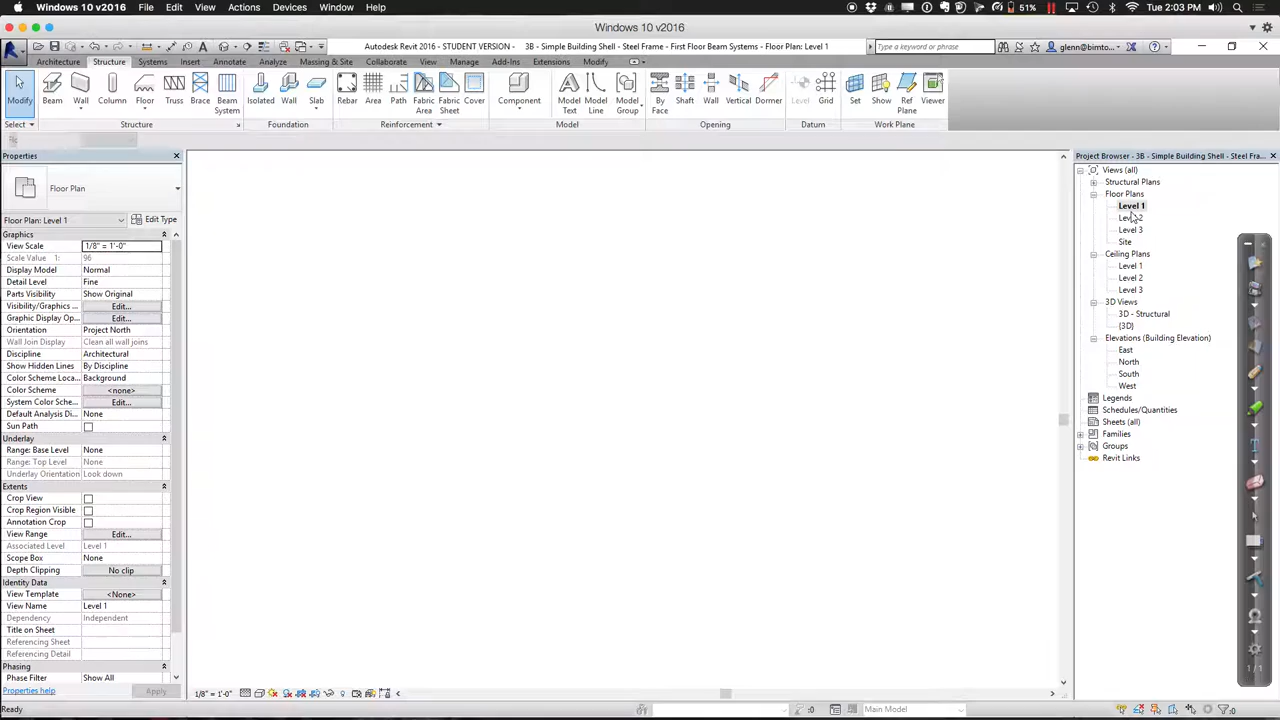 Windows 10 v2016 File Edit View Actions Devices Window Help 51% Tue 2:03 PM
Windows 10 v2016
Autodesk Revit 2016 - STUDENT VERSION - 3B - Simple Building Shell - Steel Frame - First Floor Beam Systems - Floor Plan: Level 1
Type a keyword or phrase
glenn@bimto...
Architecture Structure Systems Insert Annotate Analyze Massing & Site Collaborate View Manage Add-Ins Extensions Modify
Modify Beam Wall Column Floor Truss Brace Beam System Isolated Wall Slab Rebar Area Path Fabric Area Fabric Sheet Cover Component Model Text Model Line Model Group By Face Shaft Wall Vertical Dormer Level Grid Set Show Ref Plane Viewer
Select Structure Foundation Reinforcement Model Opening Datum Work Plane
Properties
Floor Plan
Floor Plan: Level 1 Edit Type
Graphics
View Scale 1/8" = 1'-0"
Scale Value 1: 96
Display Model Normal
Detail Level Fine
Parts Visibility Show Original
Visibility/Graphics ... Edit...
Graphic Display Op... Edit...
Orientation Project North
Wall Join Display Clean all wall joins
Discipline Architectural
Show Hidden Lines By Discipline
Color Scheme Loca... Background
Color Scheme <none>
System Color Sche... Edit...
Default Analysis Di... None
Sun Path
Underlay
Range: Base Level None
Range: Top Level None
Underlay Orientation Look down
Extents
Crop View
Crop Region Visible
Annotation Crop
View Range Edit...
Associated Level Level 1
Scope Box None
Depth Clipping No clip
Identity Data
View Template <None>
View Name Level 1
Dependency Independent
Title on Sheet
Referencing Sheet
Referencing Detail
Phasing
Phase Filter Show All
Properties help Apply
Ready
1/8" = 1'-0"
:0 Main Model :0
Project Browser - 3B - Simple Building Shell - Steel Fra...
Views (all)
Structural Plans
Floor Plans
Level 1
Level 2
Level 3
Site
Ceiling Plans
Level 1
Level 2
Level 3
3D Views
3D - Structural
{3D}
Elevations (Building Elevation)
East
North
South
West
Legends
Schedules/Quantities
Sheets (all)
Families
Groups
Revit Links
1/1